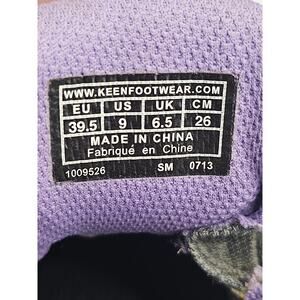 WWW.KEENFOOTWEAR.COM
EU US UK CM
39.5 9 6.5 26
MADE IN CHINA
Fabriqué en Chine
1009526 SM 0713